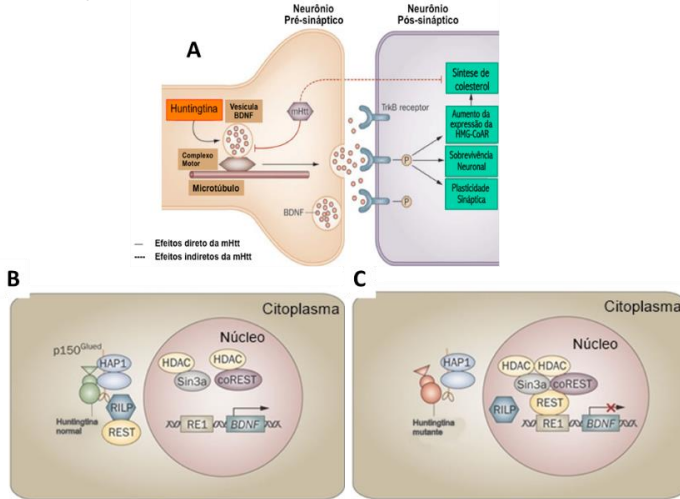 Neurônio
Pré-sináptico
Neurônio
Pós-sináptico
A
Huntingtina
Vesícula
BDNF
mHtt
TrkB receptor
Síntese de
colesterol
Aumento da
expressão da
HMG-CoAR
Sobrevivência
Neuronal
Plasticidade
Sináptica
P
P
Complexo
Motor
Microtúbulo
BDNF
Efeitos direto da mHtt
Efeitos indiretos da mHtt
B
Citoplasma
Núcleo
p150Glued
HAP1
HDAC
HDAC
Sin3a
coREST
RILP
REST
Huntingtina
normal
RE1
BDNF
C
Citoplasma
Núcleo
HAP1
HDAC
HDAC
Sin3a
coREST
REST
RILP
Huntingtina
mutante
RE1
BDNF